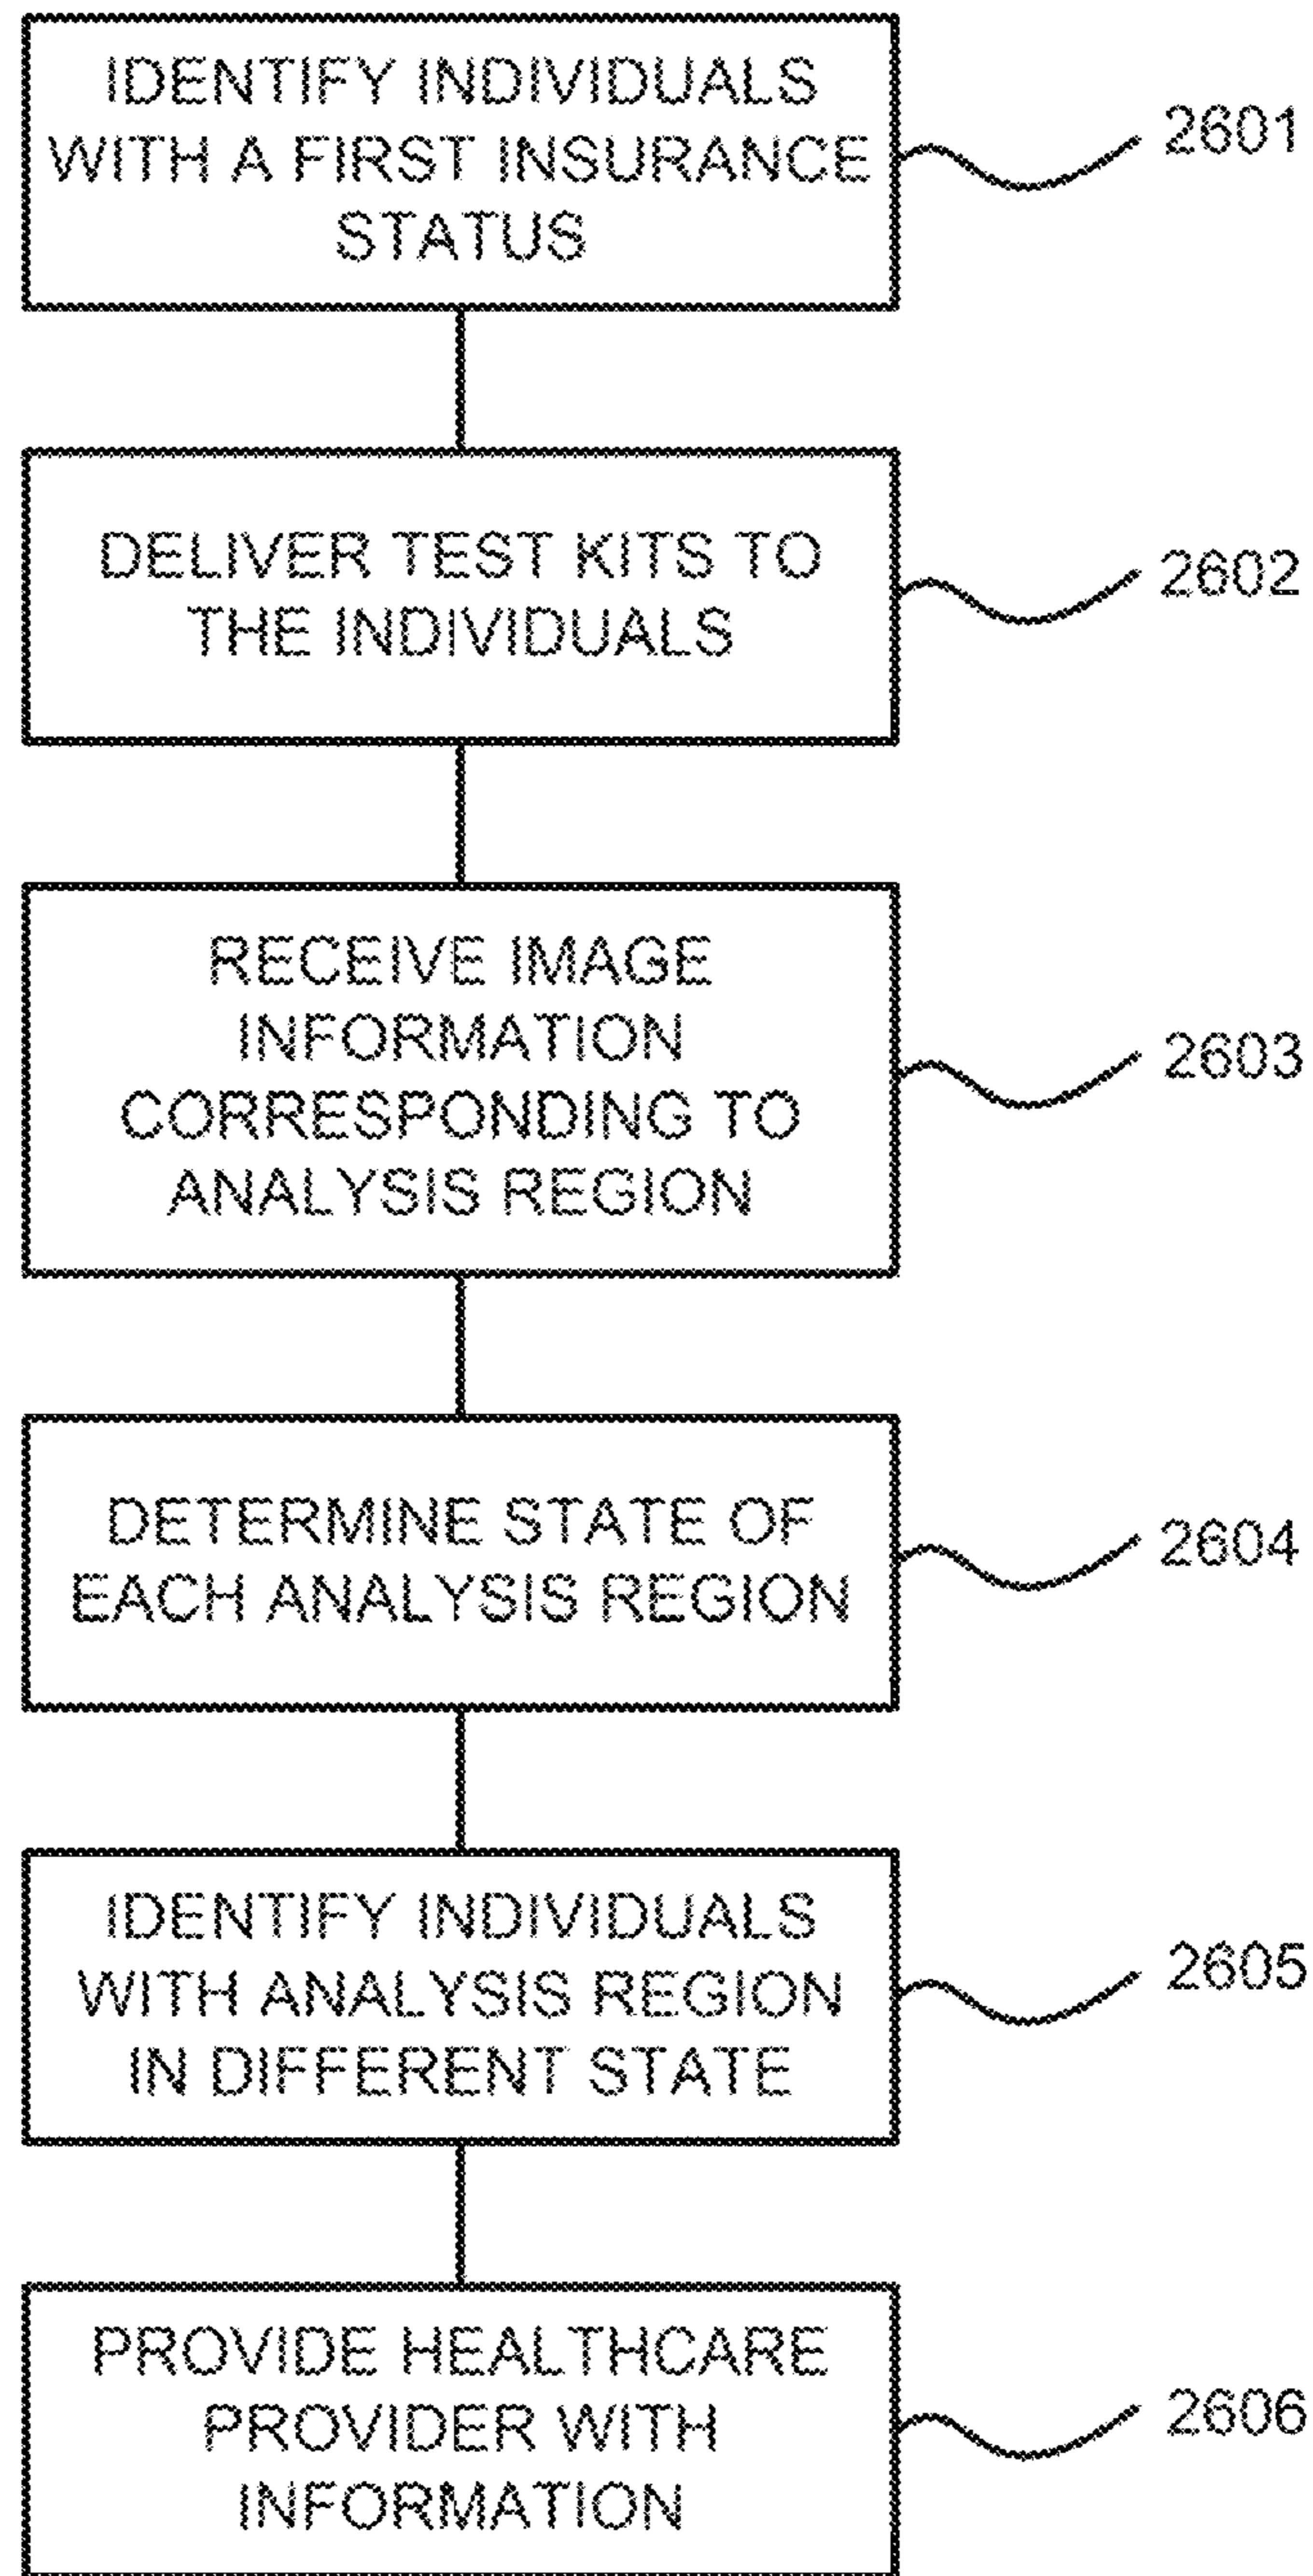 IDENTIFY INDIVIDUALS
WITH A FIRST INSURANCE
STATUS
2601
DELIVER TEST KITS TO
THE INDIVIDUALS
2602
RECEIVE IMAGE
INFORMATION
CORRESPONDING TO
ANALYSIS REGION
2603
DETERMINE STATE OF
EACH ANALYSIS REGION
2604
IDENTIFY INDIVIDUALS
WITH ANALYSIS REGION
IN DIFFERENT STATE
2605
PROVIDE HEALTHCARE
PROVIDER WITH
INFORMATION
2606